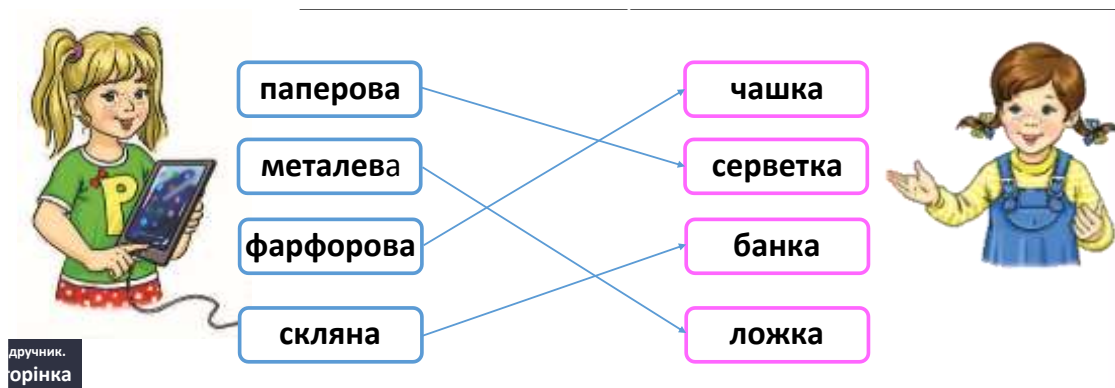 паперова
металева
фарфорова
скляна
чашка
серветка
банка
ложка
дручник.
орінка